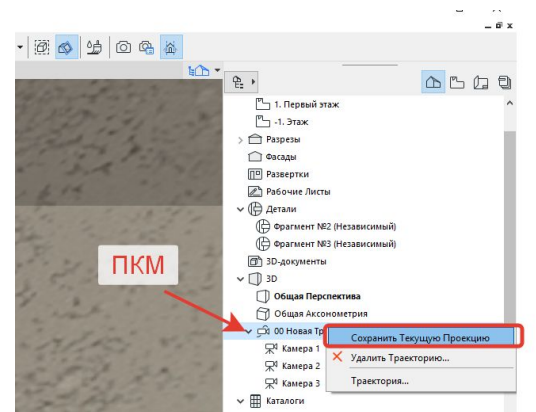 1. Первый этаж
-1. Этаж
Разрезы
Фасады
Развертки
Рабочие Листы
Детали
Фрагмент №2 (Независимый)
Фрагмент №3 (Независимый)
3D-документы
3D
Общая Перспектива
Общая Аксонометрия
00 Новая Тр
Камера 1
Камера 2
Камера 3
Каталоги
ПКМ
Сохранить Текущую Проекцию
Удалить Траекторию...
Траектория...